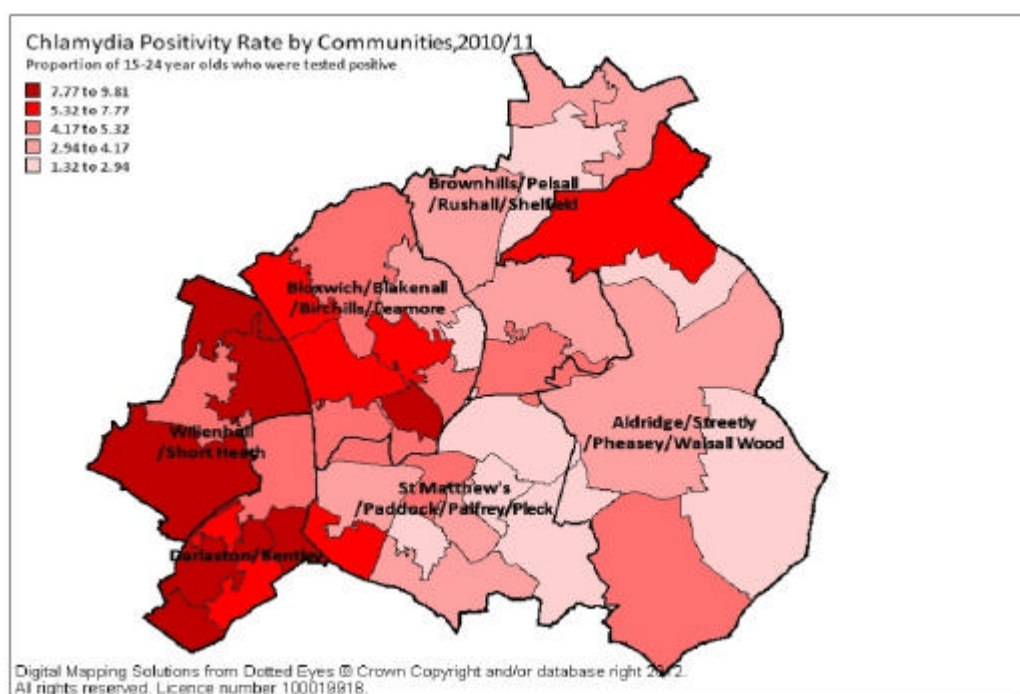 Chlamydia Positivity Rate by Communities,2010/11
Proportion of 15-24 year olds who were tested positive
7.77 to 9.81
5.32 to 7.77
4.17 to 5.32
2.94 to 4.17
1.32 to 2.94
Brownhills/Pelsall
/Rushall/Shelfield
Bloxwich/Blakenall
/Birchills/Leamore
Willenhall
/Short Heath
Aldridge/Streetly
/Pheasey/Walsall Wood
St Matthew's
/Paddock/Palfrey/Pleck
Darlaston/Bentley
Digital Mapping Solutions from Dotted Eyes © Crown Copyright and/or database right 2012.
All rights reserved. Licence number 100019918.